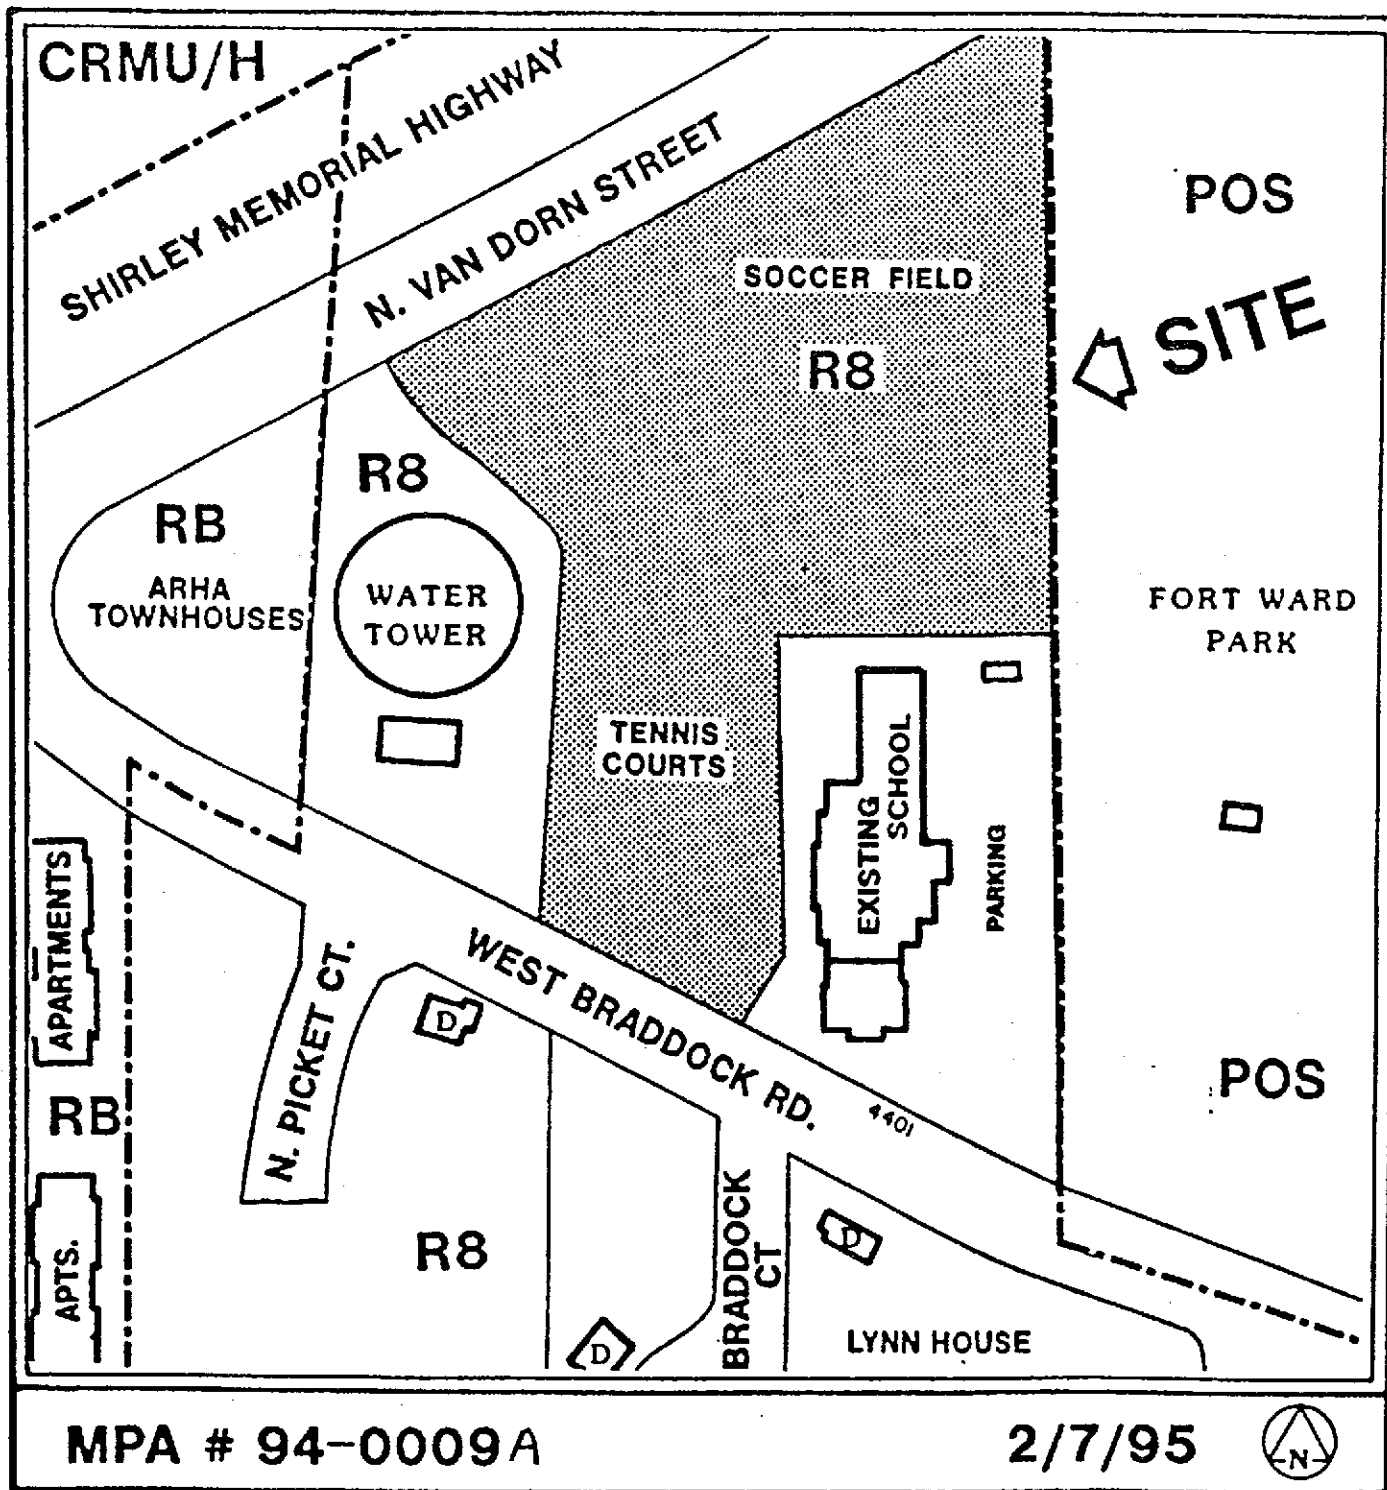 CRMU/H
SHIRLEY MEMORIAL HIGHWAY
N. VAN DORN STREET
POS
SOCCER FIELD
SITE
R8
R8
RB
ARHA
TOWNHOUSES
WATER
TOWER
FORT WARD
PARK
TENNIS
COURTS
EXISTING
SCHOOL
PARKING
APARTMENTS
WEST BRADDOCK RD.
N. PICKET CT.
D
4401
POS
RB
R8
APTS.
BRADDOCK
CT
D
D
LYNN HOUSE
MPA # 94-0009A
2/7/95
N